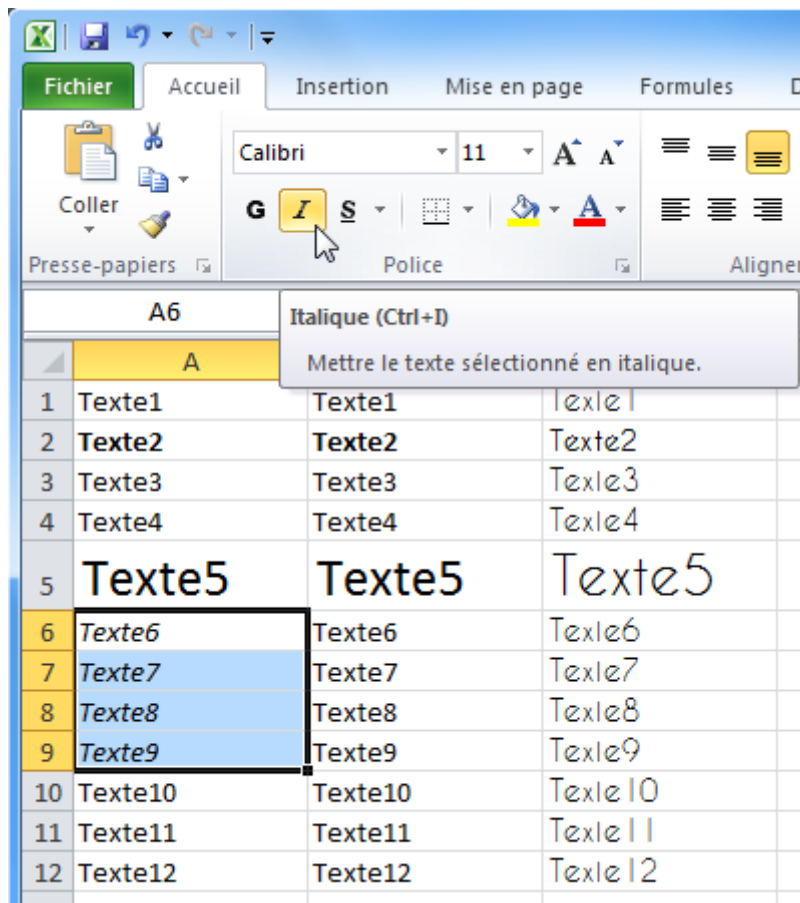 Fichier Accueil Insertion Mise en page Formules
Calibri 11
Coller
G I S A
Presse-papiers Police
A6
Italique (Ctrl+I)
Mettre le texte sélectionné en italique.
A
1 Texte1 Texte1 Texte1
2 Texte2 Texte2 Texte2
3 Texte3 Texte3 Texte3
4 Texte4 Texte4 Texte4
5 Texte5 Texte5 Texte5
6 Texte6 Texte6 Texte6
7 Texte7 Texte7 Texte7
8 Texte8 Texte8 Texte8
9 Texte9 Texte9 Texte9
10 Texte10 Texte10 Texte10
11 Texte11 Texte11 Texte11
12 Texte12 Texte12 Texte12